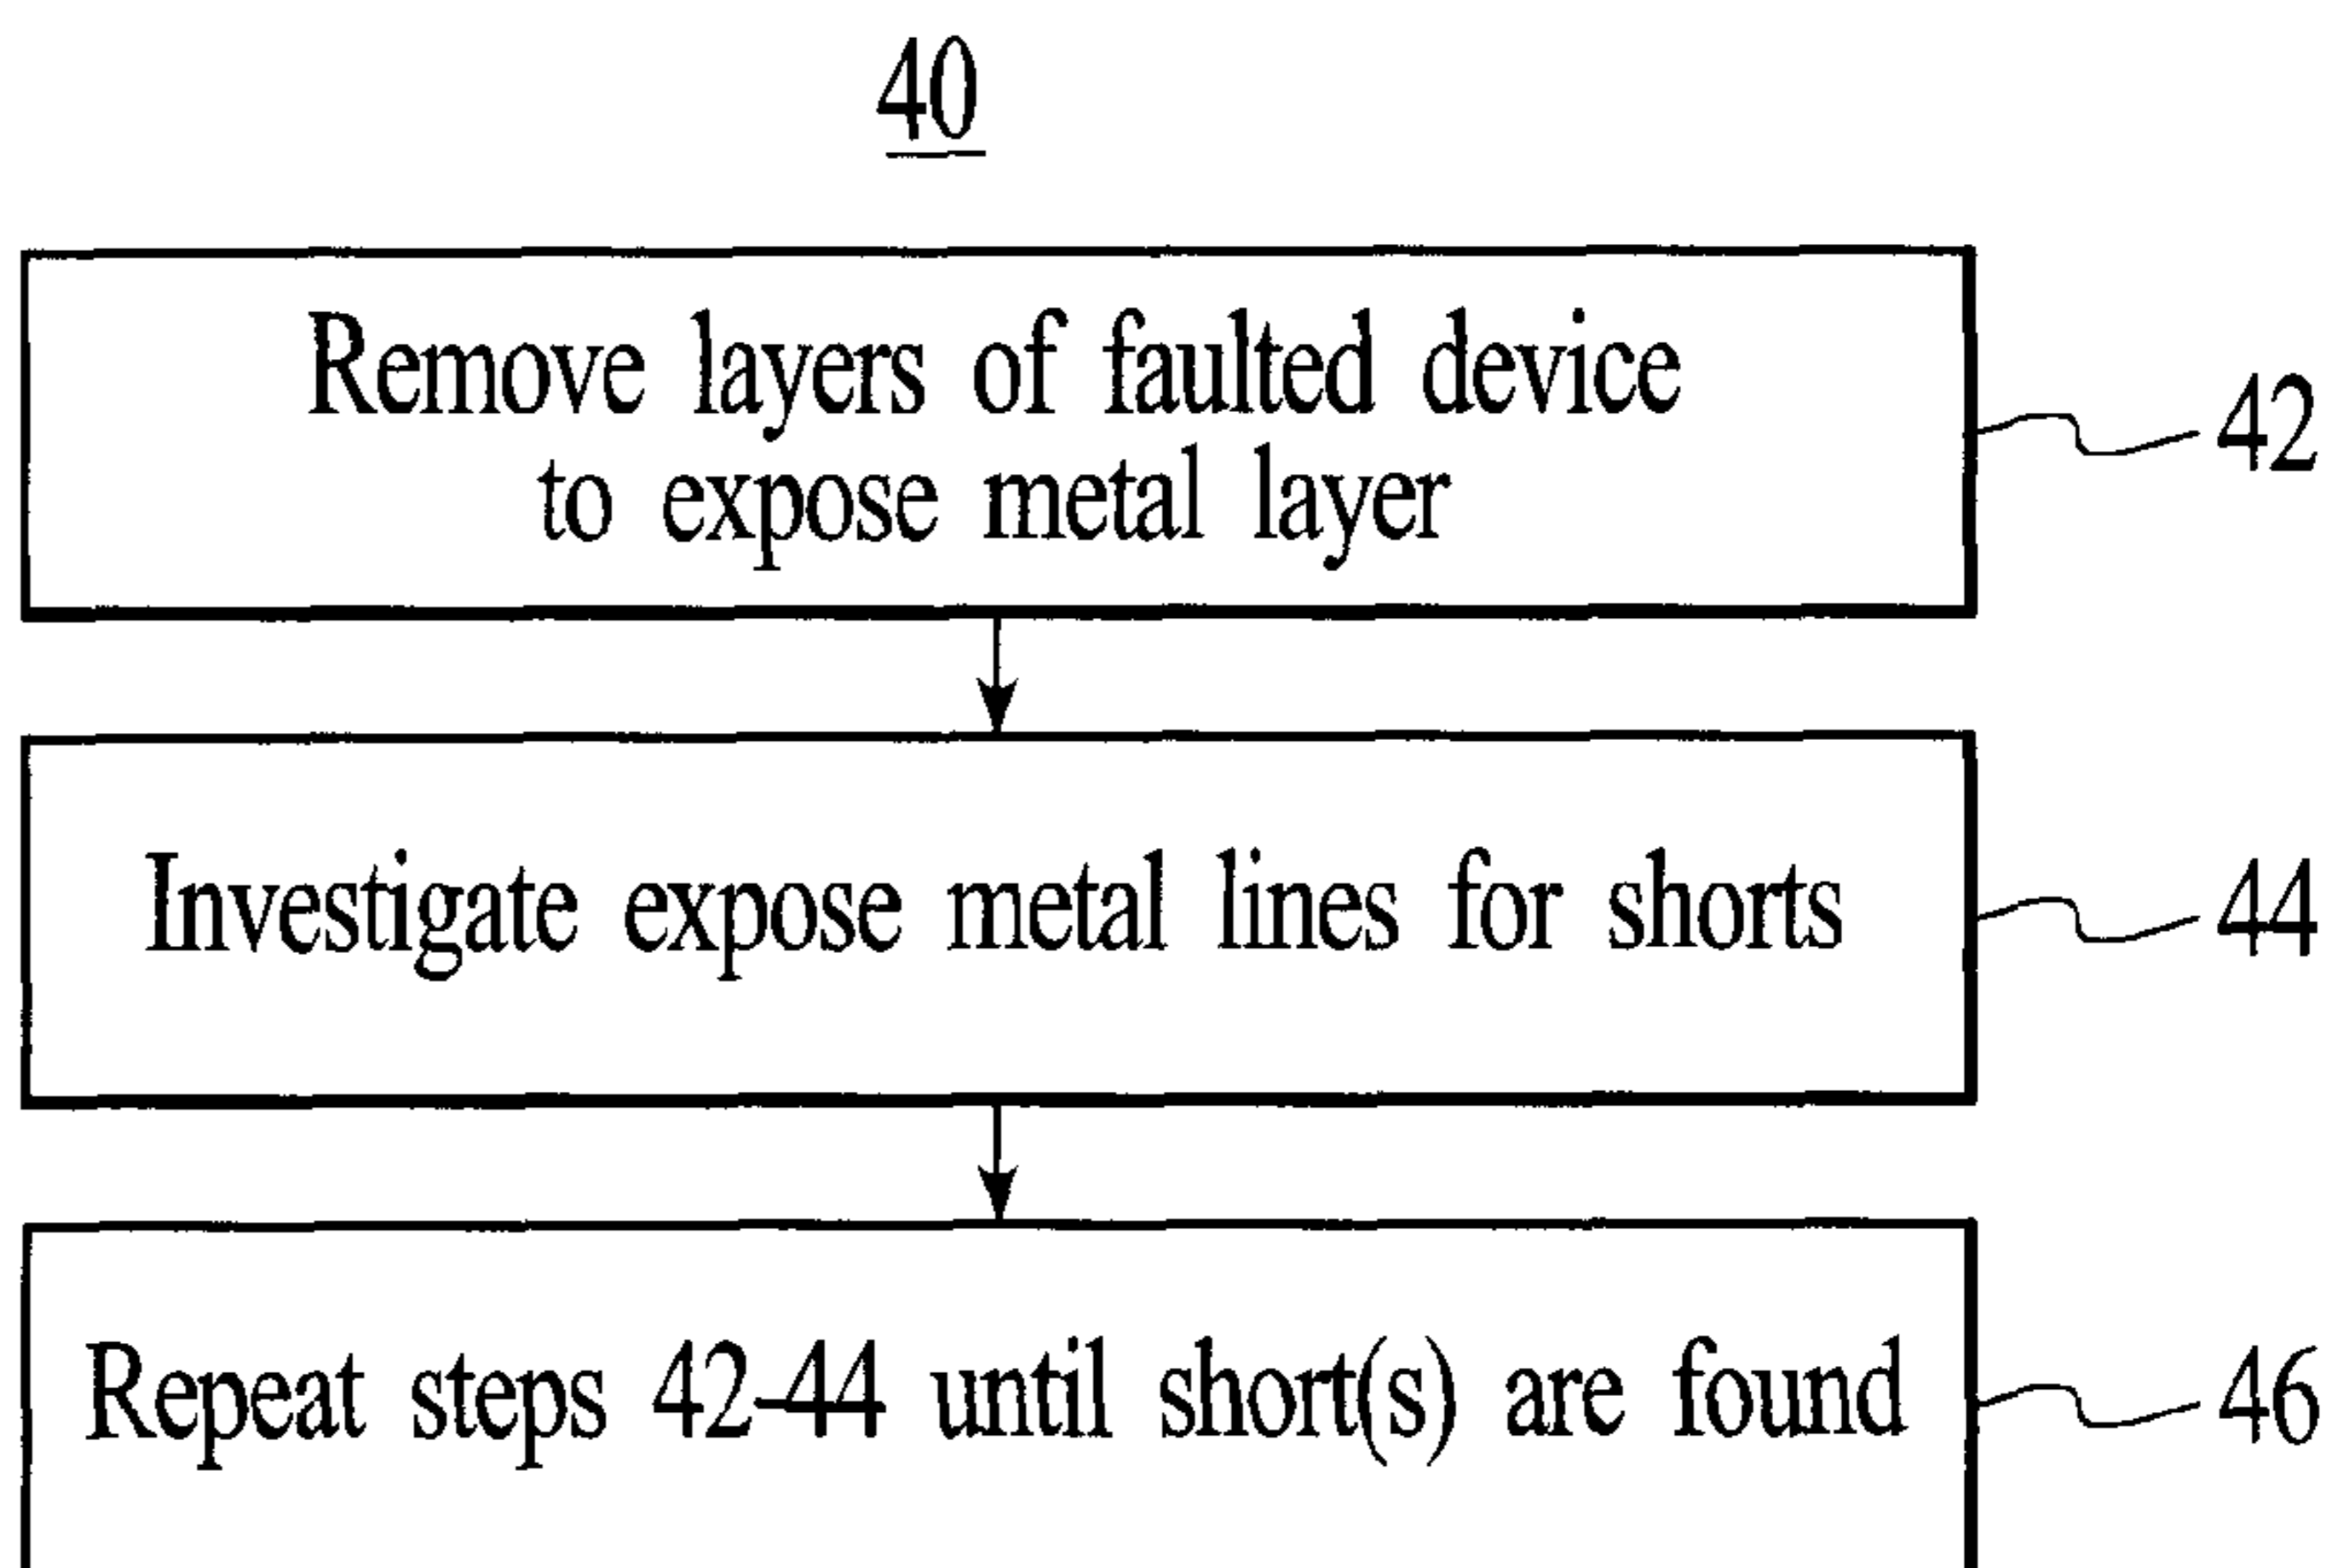 40
Remove layers of faulted device
to expose metal layer
42
Investigate expose metal lines for shorts
44
Repeat steps 42-44 until short(s) are found
46